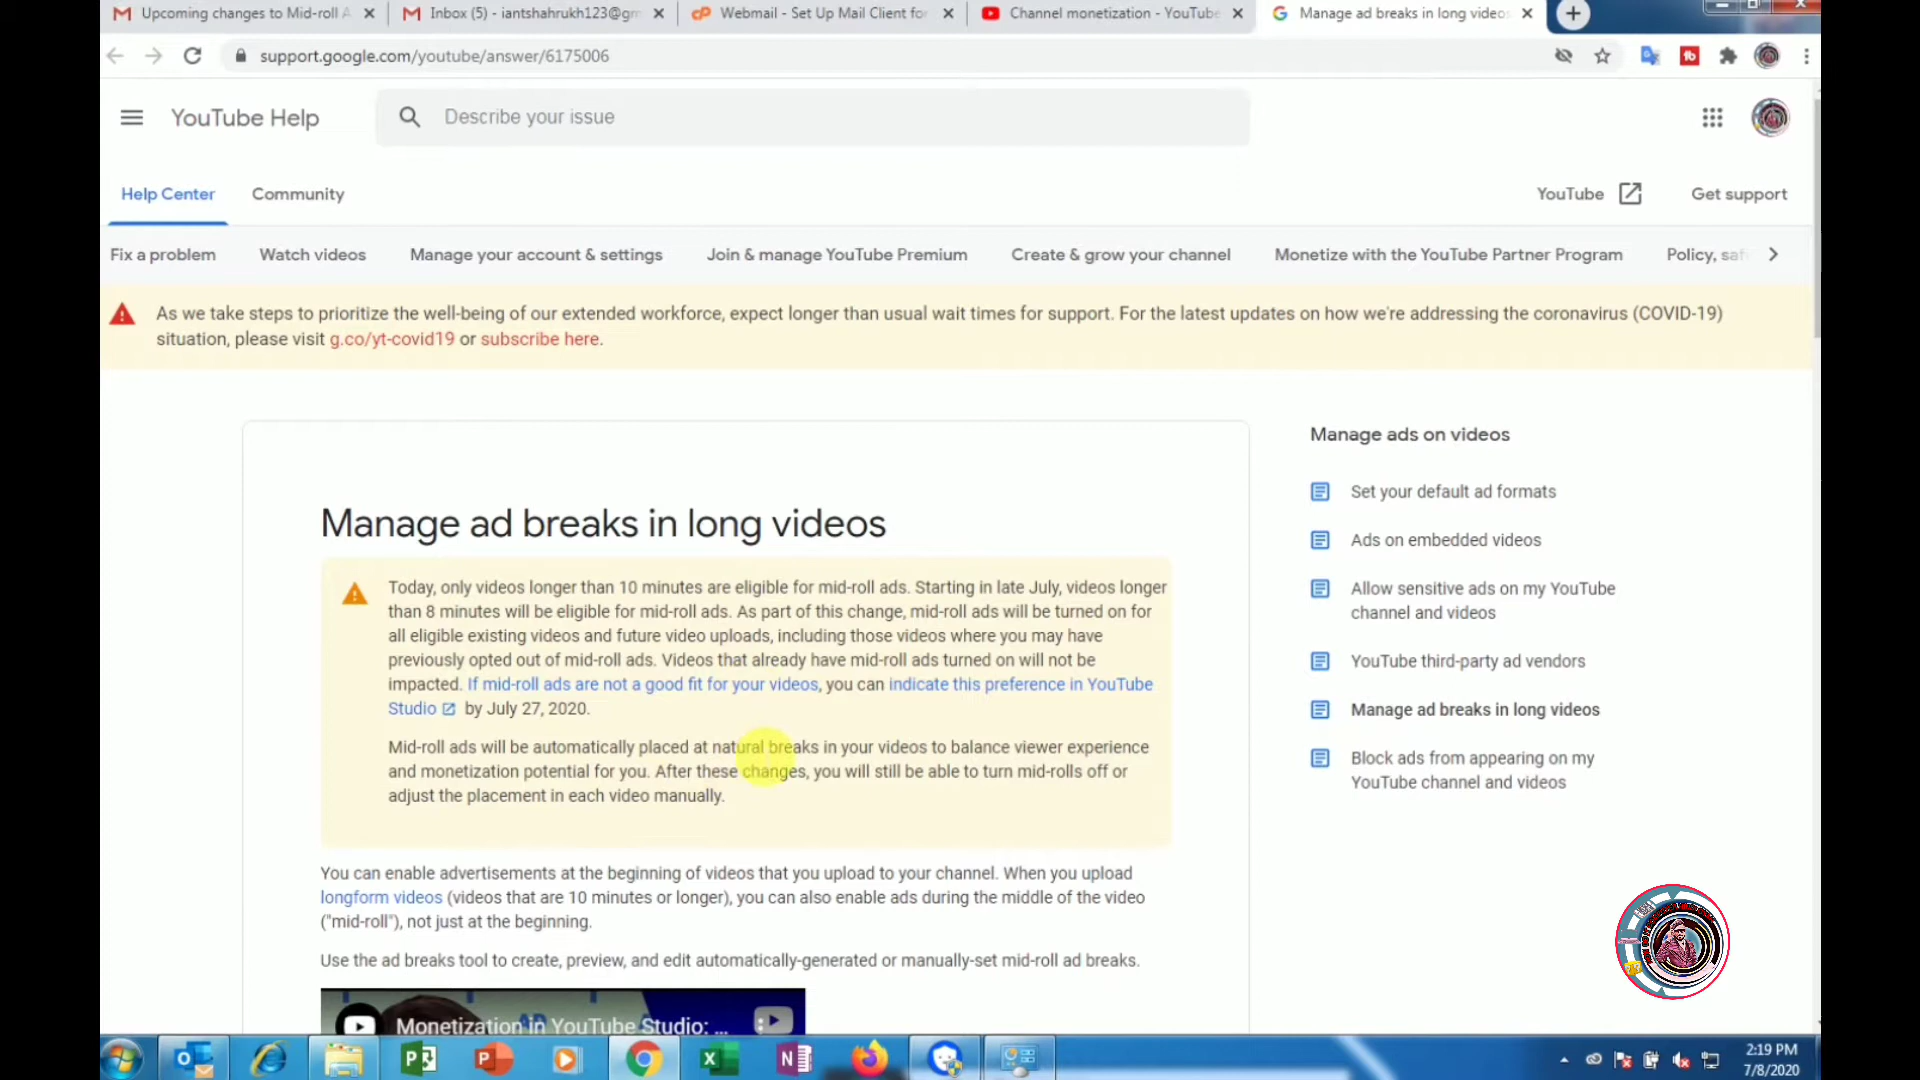 Upcoming changes to Mid-roll A
Inbox (5) - iantshahrukh123@gm
Webmail - Set Up Mail Client for
Channel monetization - YouTube
Manage ad breaks in long videos
support.google.com/youtube/answer/6175006
YouTube Help
Describe your issue
Help Center
Community
YouTube
Get support
Fix a problem
Watch videos
Manage your account & settings
Join & manage YouTube Premium
Create & grow your channel
Monetize with the YouTube Partner Program
Policy, saf
As we take steps to prioritize the well-being of our extended workforce, expect longer than usual wait times for support. For the latest updates on how we're addressing the coronavirus (COVID-19)
situation, please visit g.co/yt-covid19 or subscribe here.
Manage ad breaks in long videos
Today, only videos longer than 10 minutes are eligible for mid-roll ads. Starting in late July, videos longer
than 8 minutes will be eligible for mid-roll ads. As part of this change, mid-roll ads will be turned on for
all eligible existing videos and future video uploads, including those videos where you may have
previously opted out of mid-roll ads. Videos that already have mid-roll ads turned on will not be
impacted. If mid-roll ads are not a good fit for your videos, you can indicate this preference in YouTube
Studio by July 27, 2020.
Mid-roll ads will be automatically placed at natural breaks in your videos to balance viewer experience
and monetization potential for you. After these changes, you will still be able to turn mid-rolls off or
adjust the placement in each video manually.
You can enable advertisements at the beginning of videos that you upload to your channel. When you upload
longform videos (videos that are 10 minutes or longer), you can also enable ads during the middle of the video
("mid-roll"), not just at the beginning.
Use the ad breaks tool to create, preview, and edit automatically-generated or manually-set mid-roll ad breaks.
Monetization in YouTube Studio: ...
Manage ads on videos
Set your default ad formats
Ads on embedded videos
Allow sensitive ads on my YouTube
channel and videos
YouTube third-party ad vendors
Manage ad breaks in long videos
Block ads from appearing on my
YouTube channel and videos
2:19 PM
7/8/2020